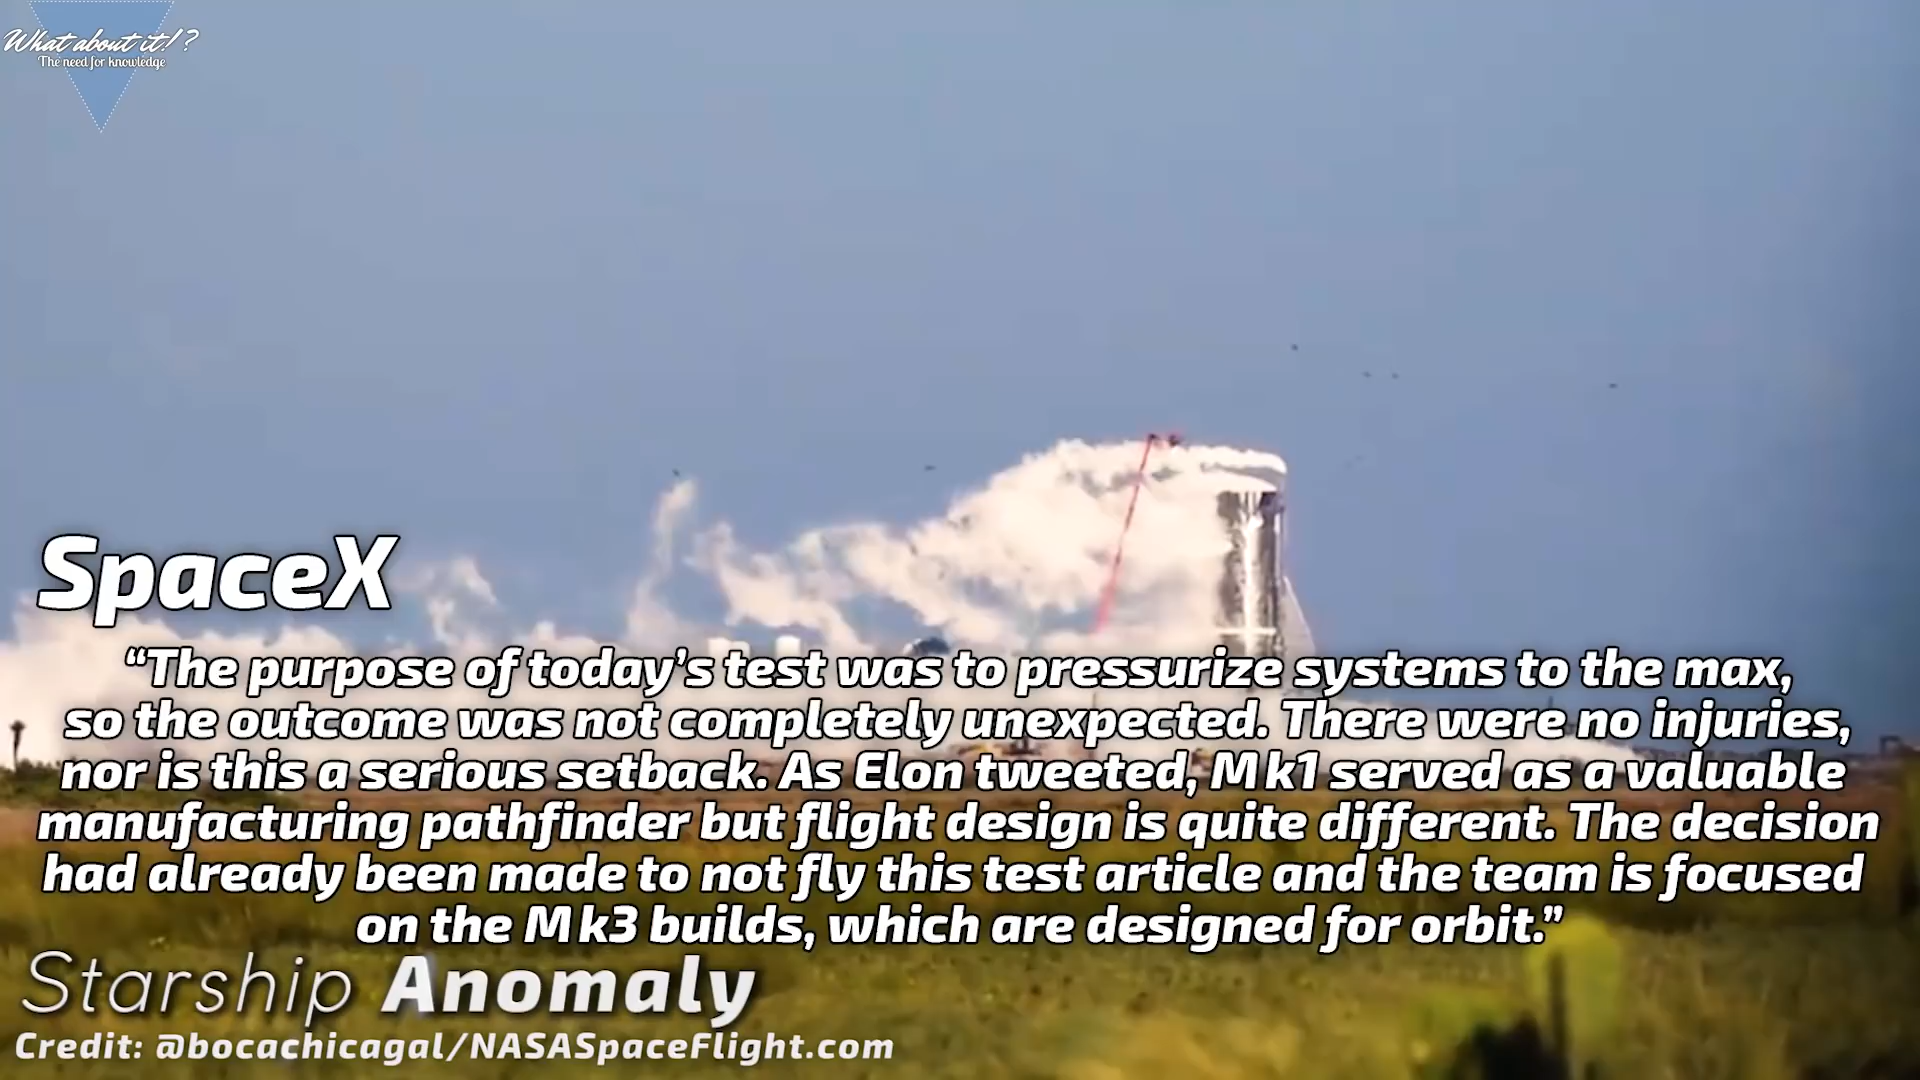 What about it!?
The need for knowledge
SpaceX
“The purpose of today’s test was to pressurize systems to the max,
so the outcome was not completely unexpected. There were no injuries,
nor is this a serious setback. As Elon tweeted, Mk1 served as a valuable
manufacturing pathfinder but flight design is quite different. The decision
had already been made to not fly this test article and the team is focused
on the Mk3 builds, which are designed for orbit.”
Starship Anomaly
Credit: @bocachicagal/NASASpaceFlight.com